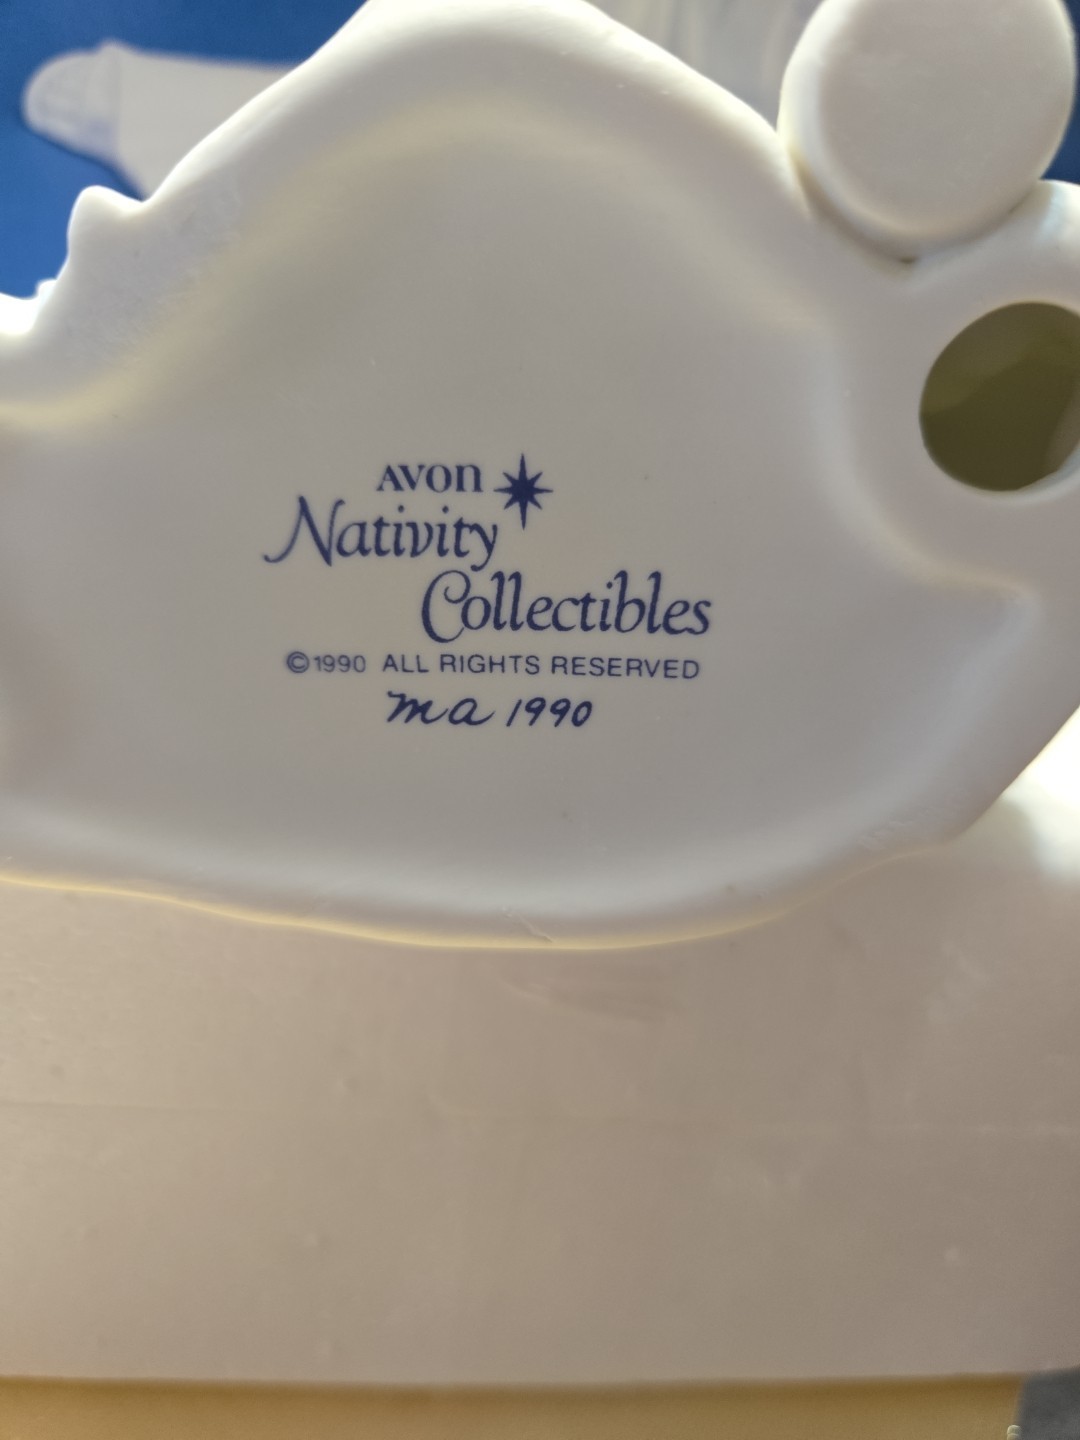 AVON
Nativity
Collectibles
©1990 ALL RIGHTS RESERVED
ma 1990